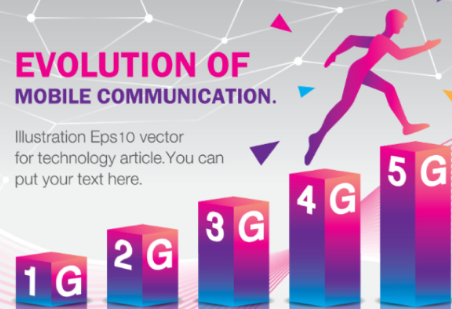 EVOLUTION OF
MOBILE COMMUNICATION.
Illustration Eps10 vector
for technology article.You can
put your text here.
1G
2G
3G
4G
5G